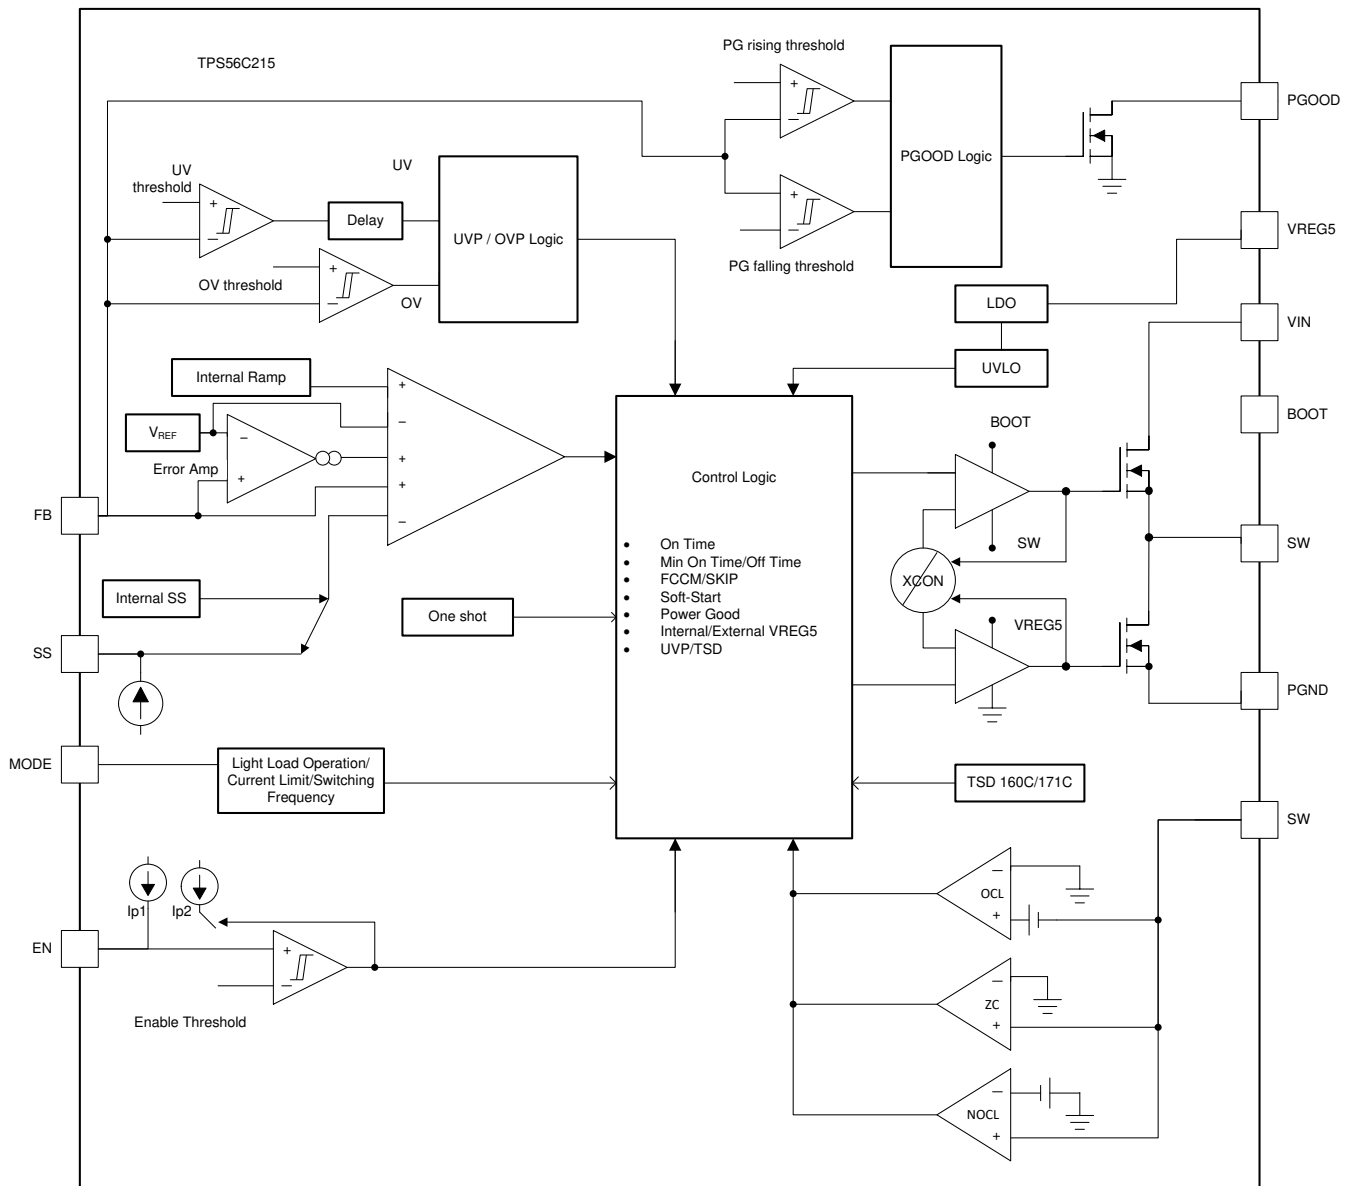 TPS56C215
PG rising threshold
+
−
PGOOD Logic
PGOOD
UV threshold
+
−
Delay
UV
UVP / OVP Logic
+
−
PG falling threshold
VREG5
OV threshold
+
−
OV
LDO
VIN
UVLO
Internal Ramp
+
−
+
+
−
VREF
−
+
Error Amp
BOOT
BOOT
FB
Control Logic
• On Time
• Min On Time/Off Time
• FCCM/SKIP
• Soft-Start
• Power Good
• Internal/External VREG5
• UVP/TSD
SW
SW
XCON
Internal SS
One shot
VREG5
SS
PGND
MODE
Light Load Operation/
Current Limit/Switching
Frequency
TSD 160C/171C
SW
−
OCL
+
Ip1
Ip2
EN
+
−
Enable Threshold
−
ZC
+
−
NOCL
+